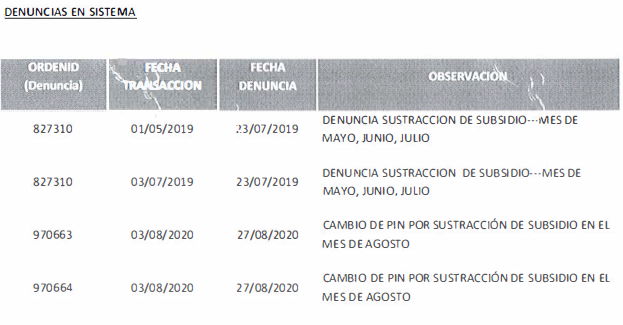 DENUNCIAS EN SISTEMA
ORDENID (Denuncia) FECHA TRANSACCION FECHA DENUNCIA OBSERVACIÓN
827310 01/05/2019 23/07/2019 DENUNCIA SUSTRACCION DE SUBSIDIO---MES DE
MAYO, JUNIO, JULIO
827310 03/07/2019 23/07/2019 DENUNCIA SUSTRACCION DE SUBSIDIO---MES DE
MAYO, JUNIO, JULIO
970663 03/08/2020 27/08/2020 CAMBIO DE PIN POR SUSTRACCIÓN DE SUBSIDIO EN EL
MES DE AGOSTO
970664 03/08/2020 27/08/2020 CAMBIO DE PIN POR SUSTRACCIÓN DE SUBSIDIO EN EL
MES DE AGOSTO